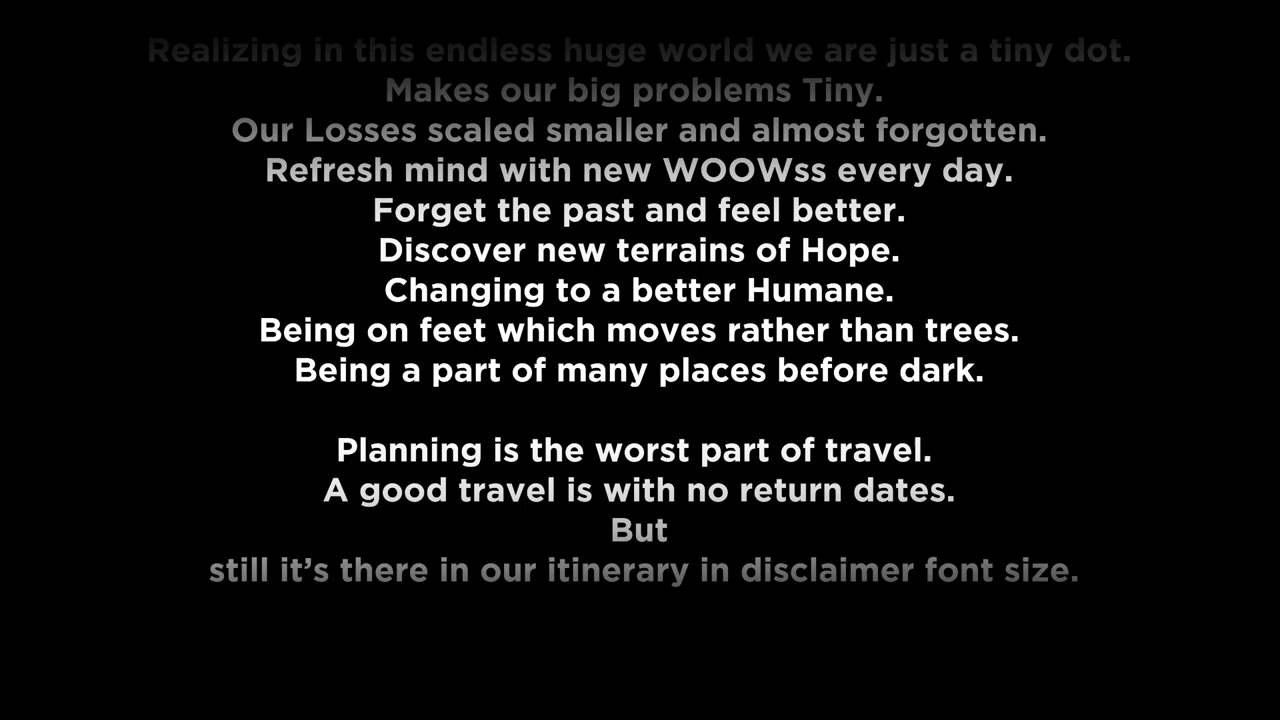 Realizing in this endless huge world we are just a tiny dot.
Makes our big problems Tiny.
Our Losses scaled smaller and almost forgotten.
Refresh mind with new WOOWss every day.
Forget the past and feel better.
Discover new terrains of Hope.
Changing to a better Humane.
Being on feet which moves rather than trees.
Being a part of many places before dark.
Planning is the worst part of travel.
A good travel is with no return dates.
But
still it’s there in our itinerary in disclaimer font size.